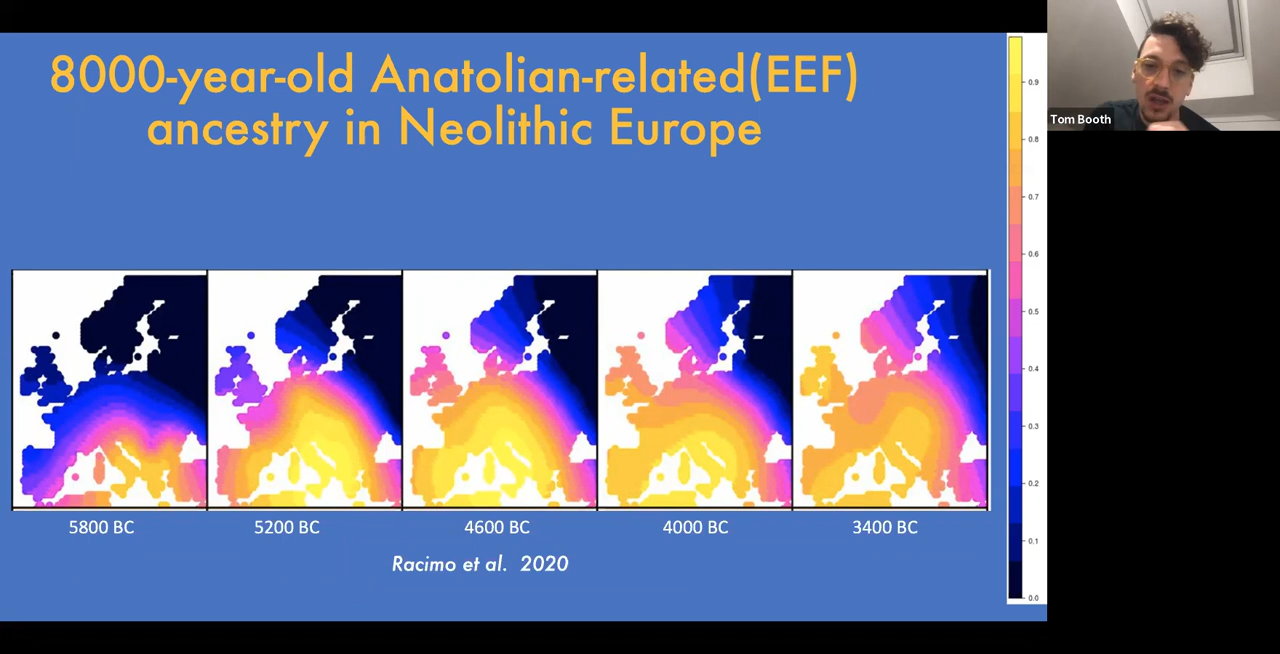 8000-year-old Anatolian-related(EEF)
ancestry in Neolithic Europe
Tom Booth
0.9
0.8
0.7
0.6
0.5
0.4
0.3
0.2
0.1
0.0
5800 BC
5200 BC
4600 BC
4000 BC
3400 BC
Racimo et al. 2020